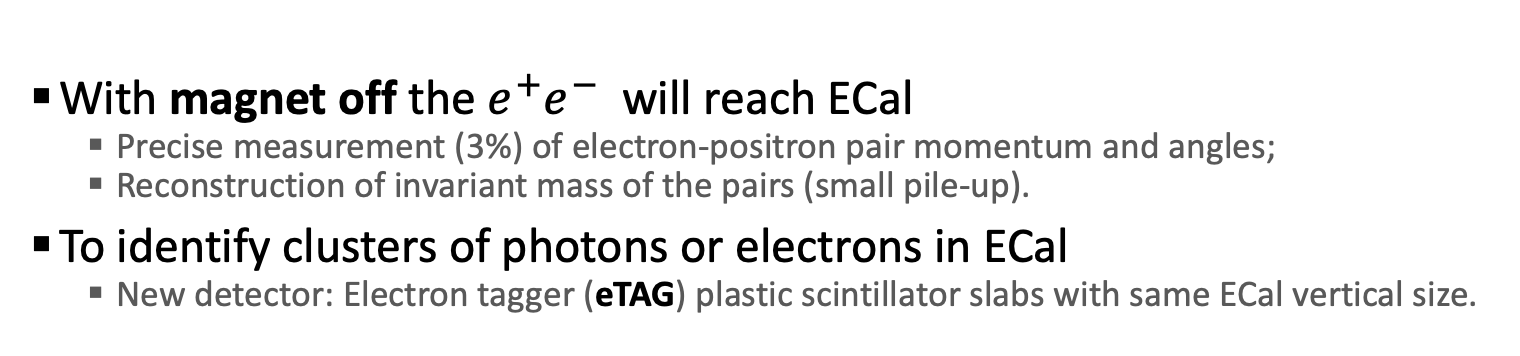 ▪ With magnet off the e⁺e⁻ will reach ECal
▪ Precise measurement (3%) of electron-positron pair momentum and angles;
▪ Reconstruction of invariant mass of the pairs (small pile-up).
▪ To identify clusters of photons or electrons in ECal
▪ New detector: Electron tagger (eTAG) plastic scintillator slabs with same ECal vertical size.